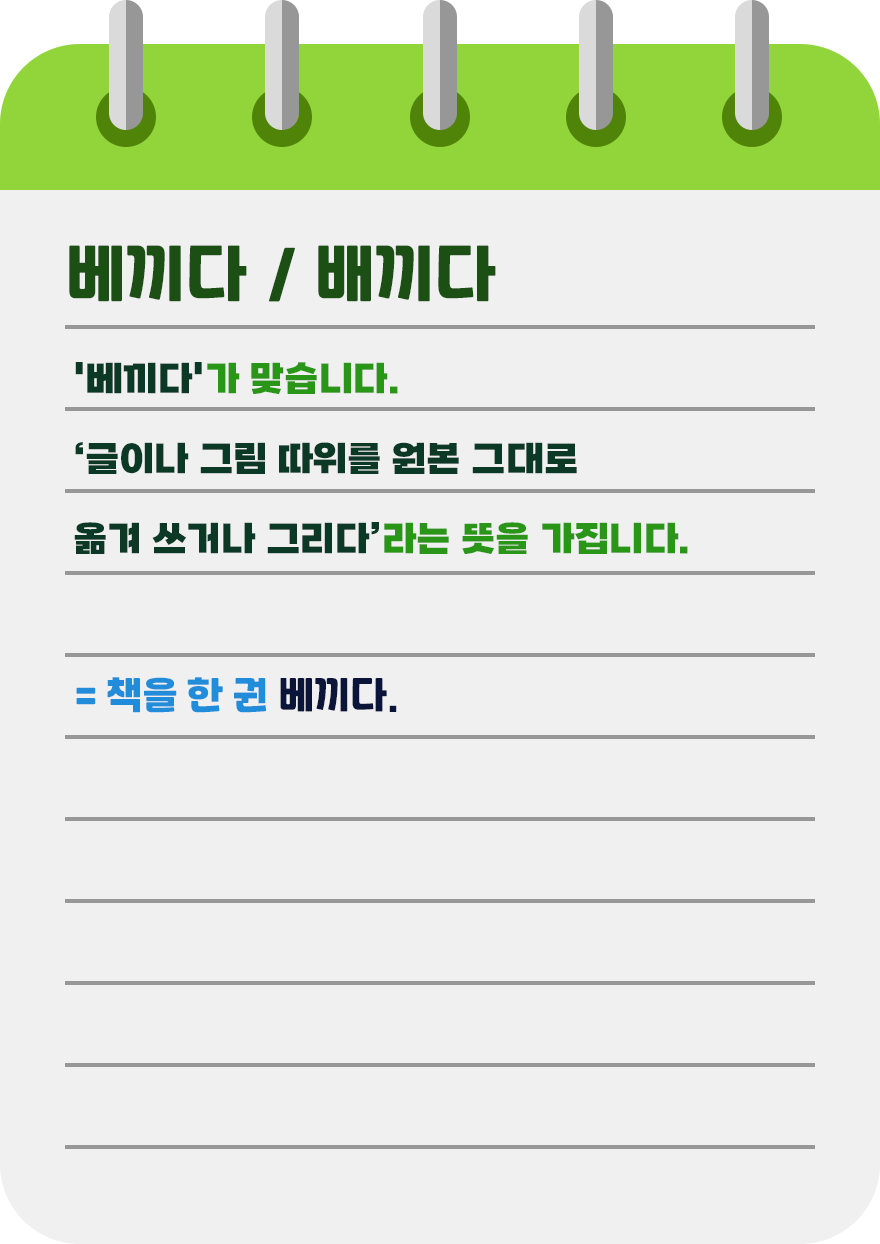 베끼다 / 배끼다
'베끼다'가 맞습니다.
‘글이나 그림 따위를 원본 그대로
옮겨 쓰거나 그리다’라는 뜻을 가집니다.
= 책을 한 권 베끼다.